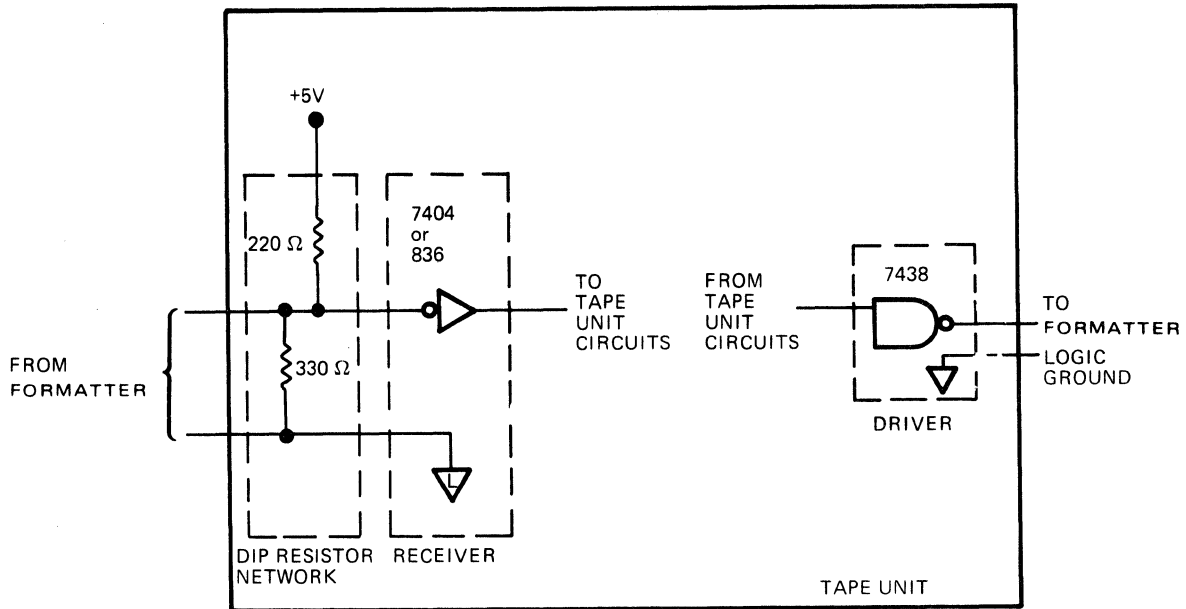 +5V
220 Ω
330 Ω
7404
or
836
FROM
FORMATTER
L
TO
TAPE
UNIT
CIRCUITS
FROM
TAPE
UNIT
CIRCUITS
7438
TO
FORMATTER
LOGIC
GROUND
DRIVER
DIP RESISTOR
NETWORK
RECEIVER
TAPE UNIT